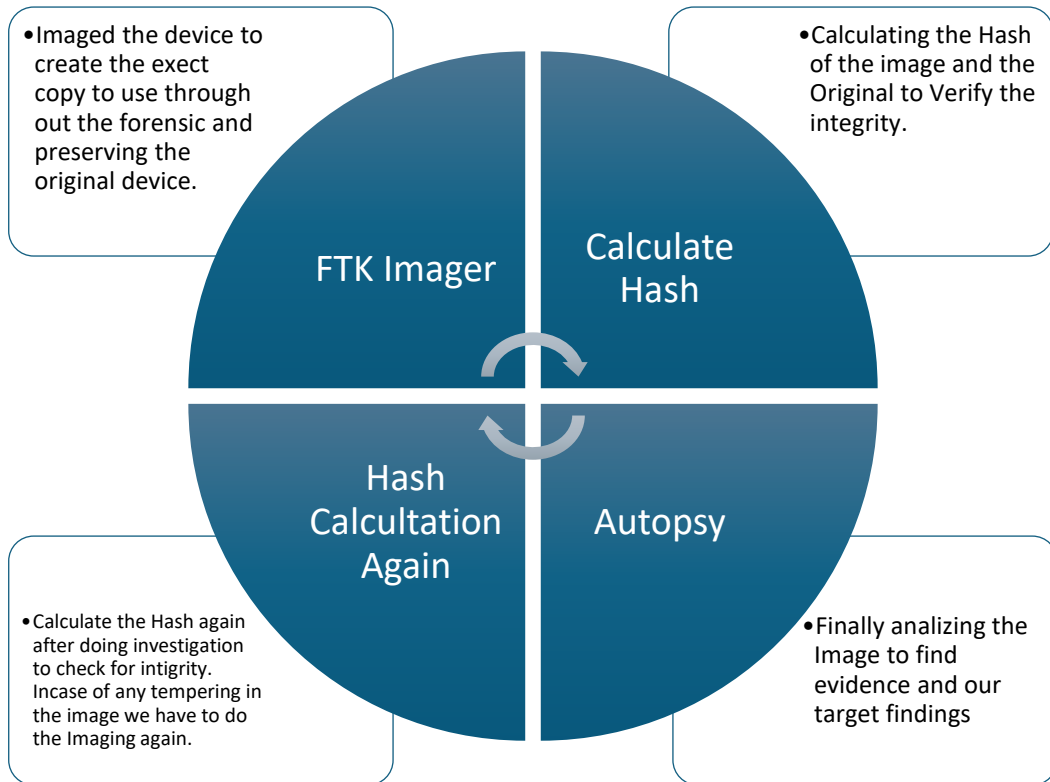 •Imaged the device to
create the exect
copy to use through
out the forensic and
preserving the
original device.
FTK Imager
•Calculating the Hash
of the image and the
Original to Verify the
integrity.
Calculate
Hash
Hash
Calcultation
Again
•Calculate the Hash again
after doing investigation
to check for intigrity.
Incase of any tempering in
the image we have to do
the Imaging again.
Autopsy
•Finally analizing the
Image to find
evidence and our
target findings